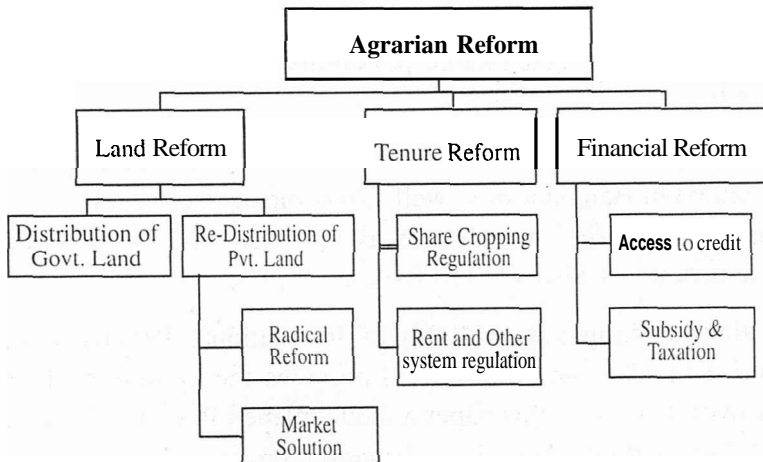 Agrarian Reform
Land Reform
Tenure Reform
Financial Reform
Distribution of
Govt. Land
Re-Distribution of
Pvt. Land
Radical
Reform
Market
Solution
Share Cropping
Regulation
Rent and Other
system regulation
Access to credit
Subsidy &
Taxation